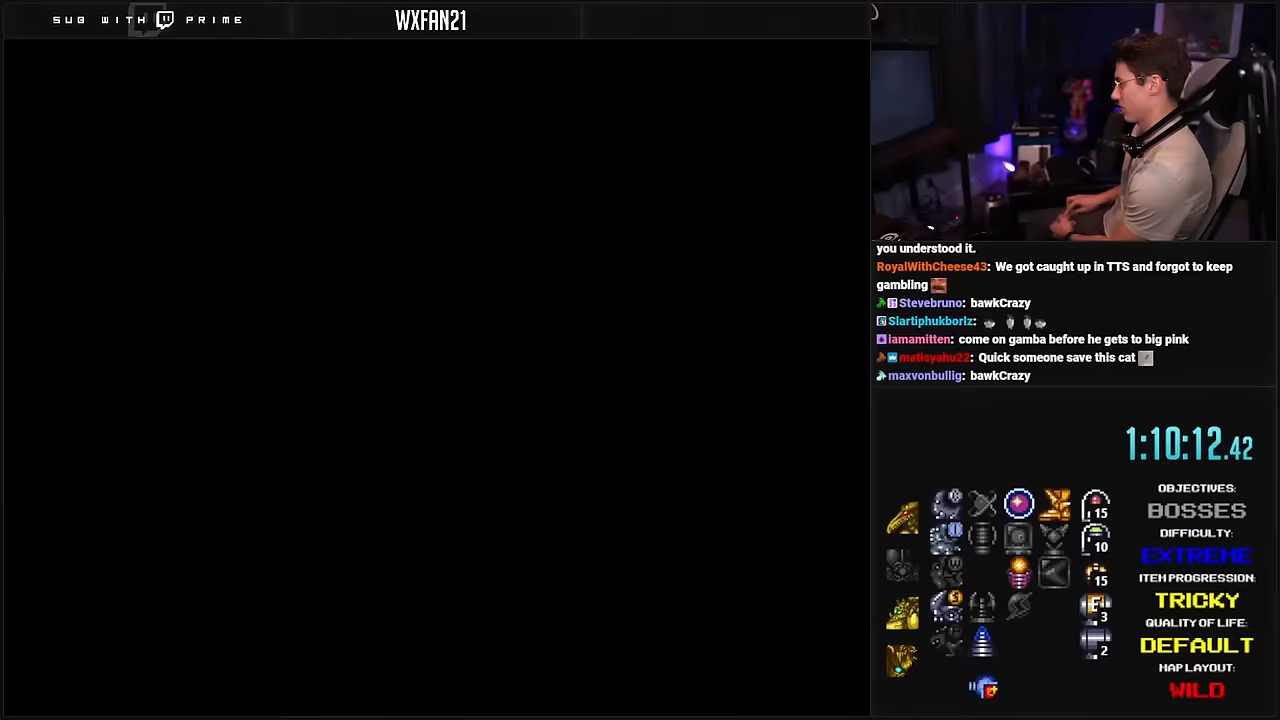 SUB WITH PRIME
WXFAN21
you understood it.
RoyalWithCheese43: We got caught up in TTS and forgot to keep
gambling
Stevebruno: bawkCrazy
Slartiphukborlz:
iamamitten: come on gamba before he gets to big pink
matisyahu22: Quick someone save this cat
maxvonbullig: bawkCrazy
1:10:12.42
OBJECTIVES:
BOSSES
DIFFICULTY:
EXTREME
ITEM PROGRESSION:
TRICKY
QUALITY OF LIFE:
DEFAULT
MAP LAYOUT:
WILD
15
10
15
3
2